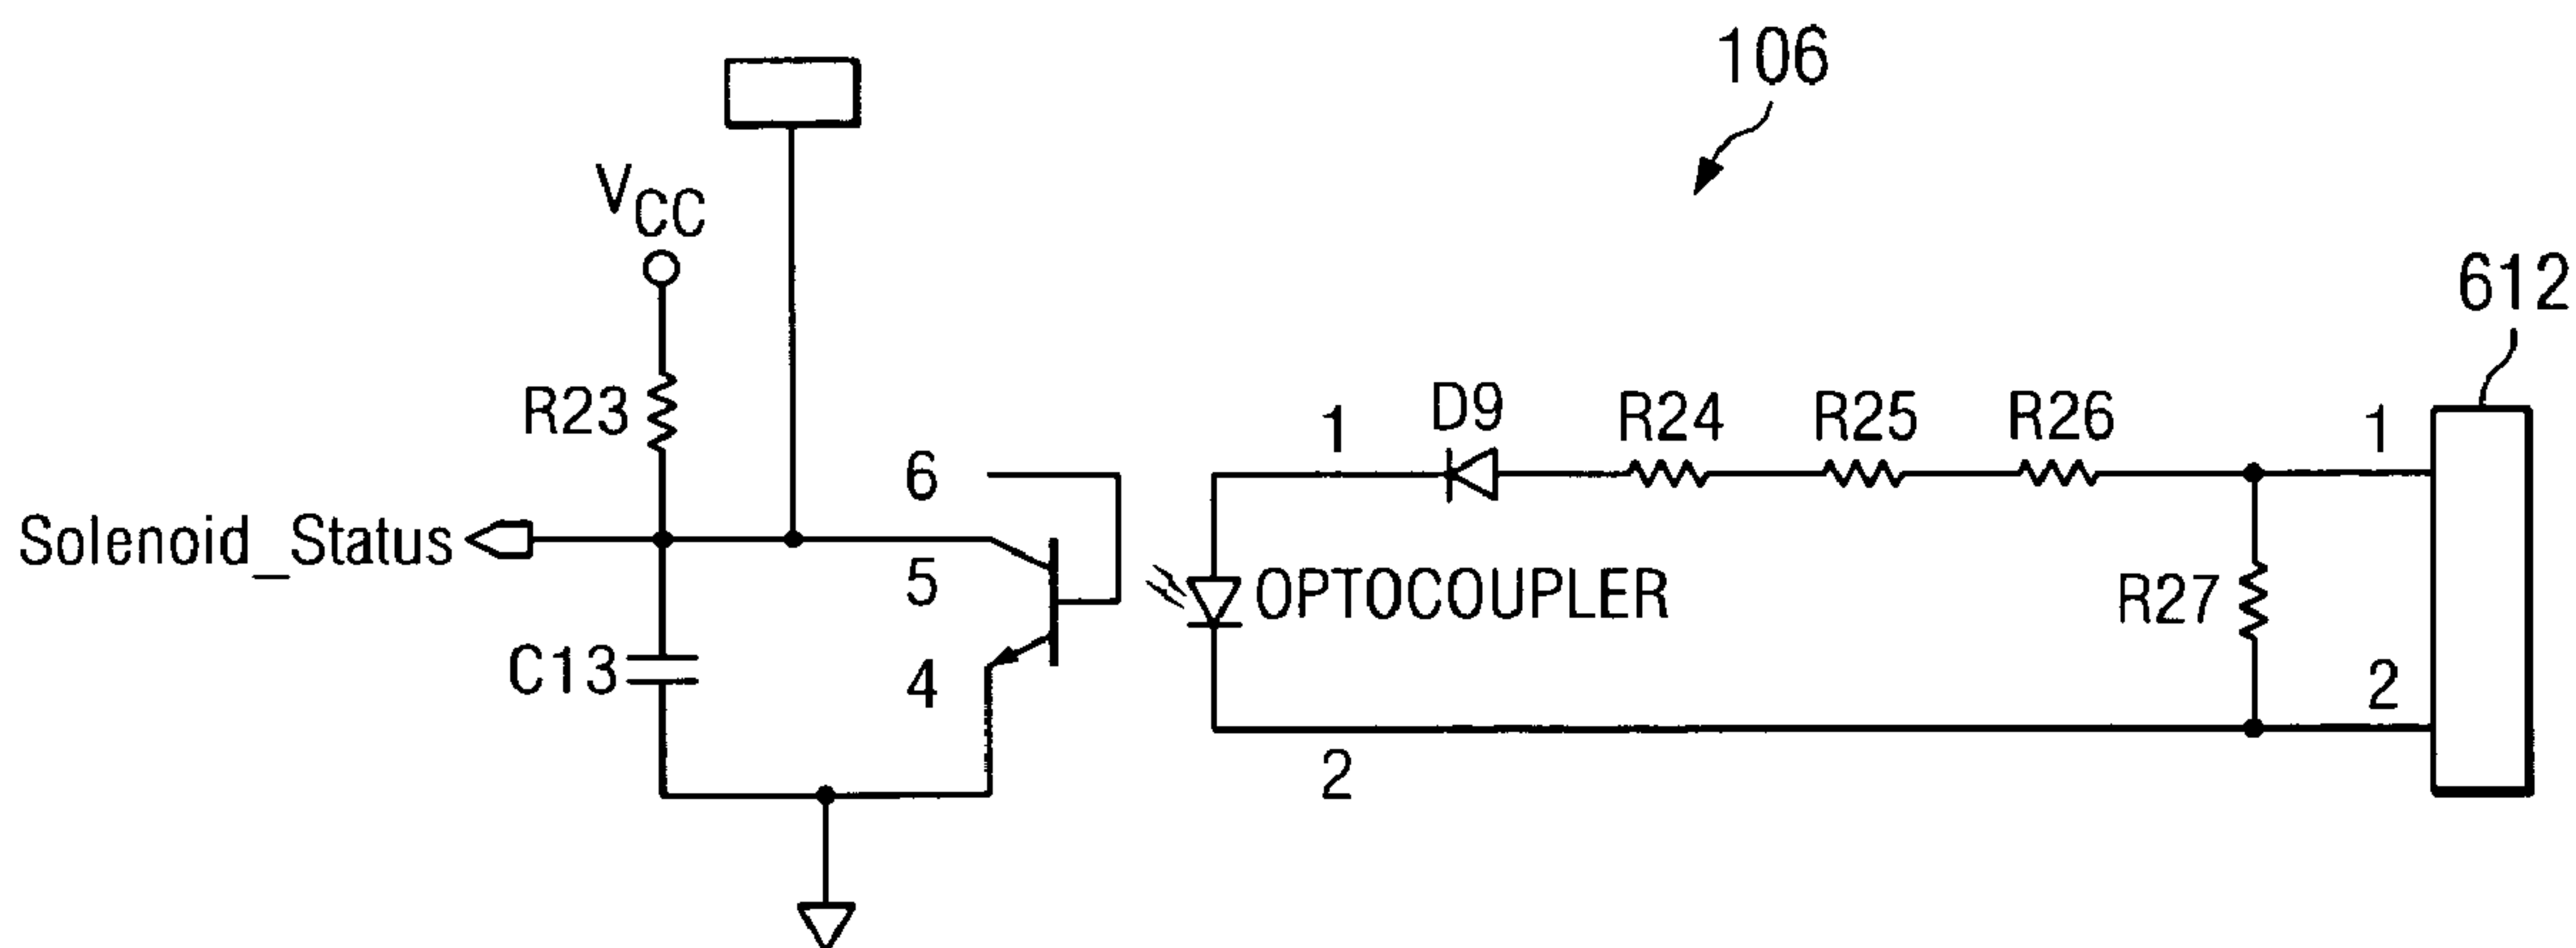 106
VCC
612
R23
1
D9
R24
R25
R26
1
6
Solenoid_Status
5
OPTOCOUPLER
R27
C13
4
2
2